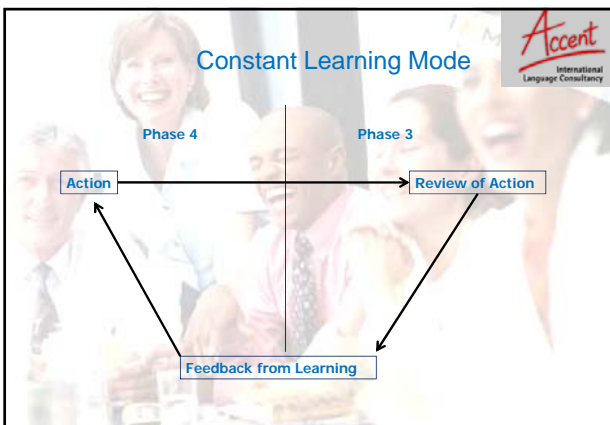 Constant Learning Mode
Accent
International
Language Consultancy
Phase 4
Phase 3
Action
Review of Action
Feedback from Learning